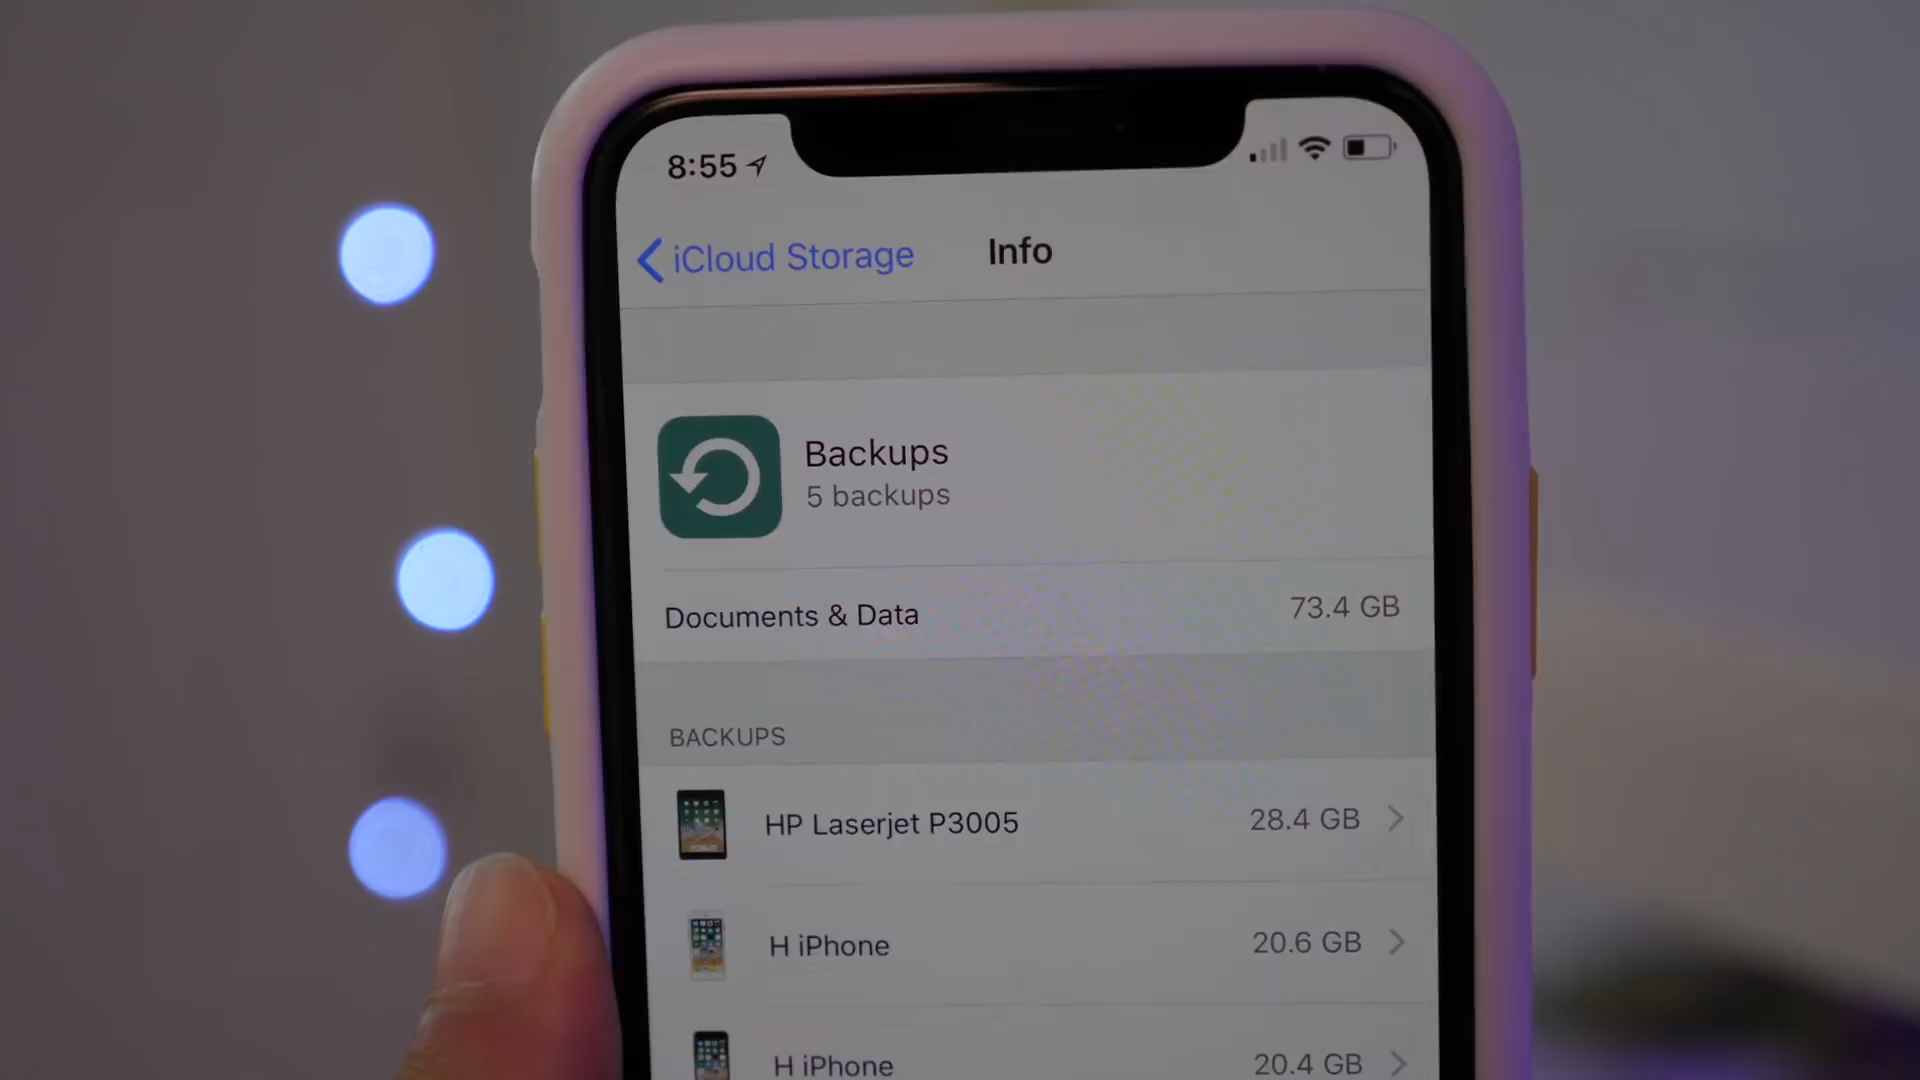 8:55
iCloud Storage
Info
Backups
5 backups
Documents & Data 73.4 GB
BACKUPS
HP Laserjet P3005 28.4 GB
H iPhone 20.6 GB
H iPhone 20.4 GB